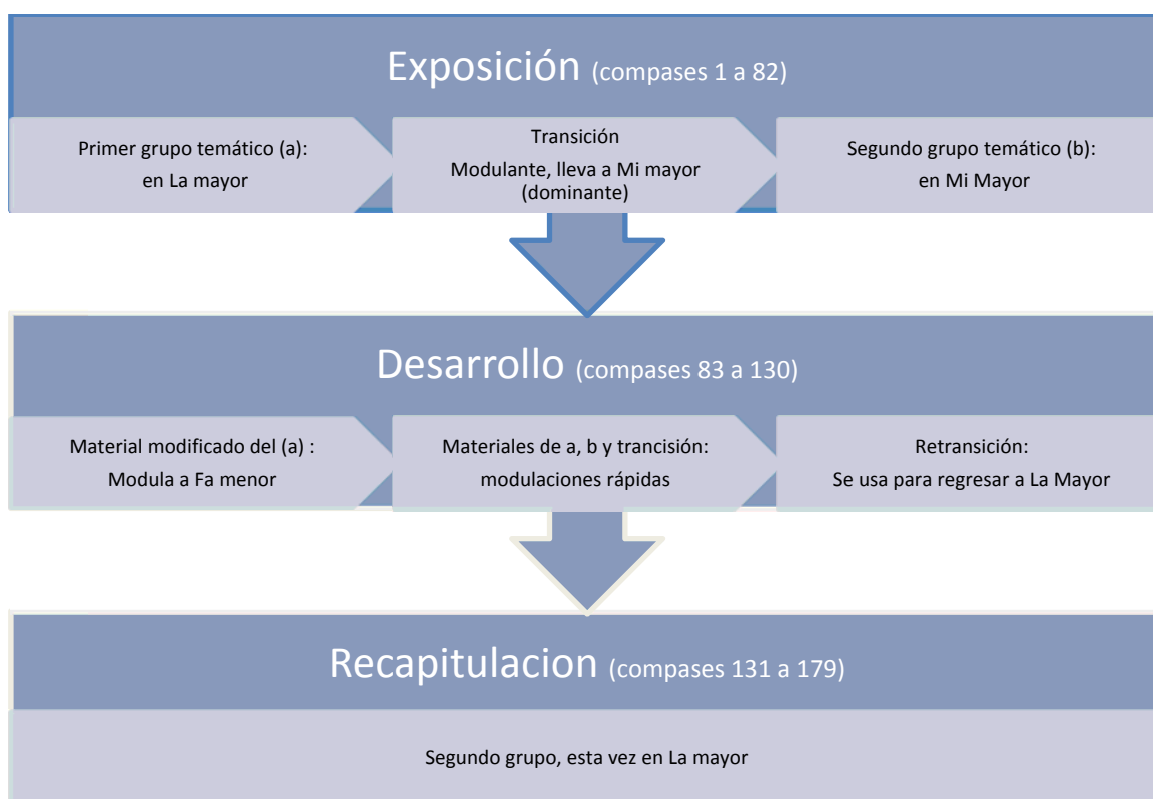 Exposición (compases 1 a 82)
Primer grupo temático (a):
en La mayor
Transición
Modulante, lleva a Mi mayor
(dominante)
Segundo grupo temático (b):
en Mi Mayor
Desarrollo (compases 83 a 130)
Material modificado del (a) :
Modula a Fa menor
Materiales de a, b y trancisión:
modulaciones rápidas
Retransición:
Se usa para regresar a La Mayor
Recapitulacion (compases 131 a 179)
Segundo grupo, esta vez en La mayor